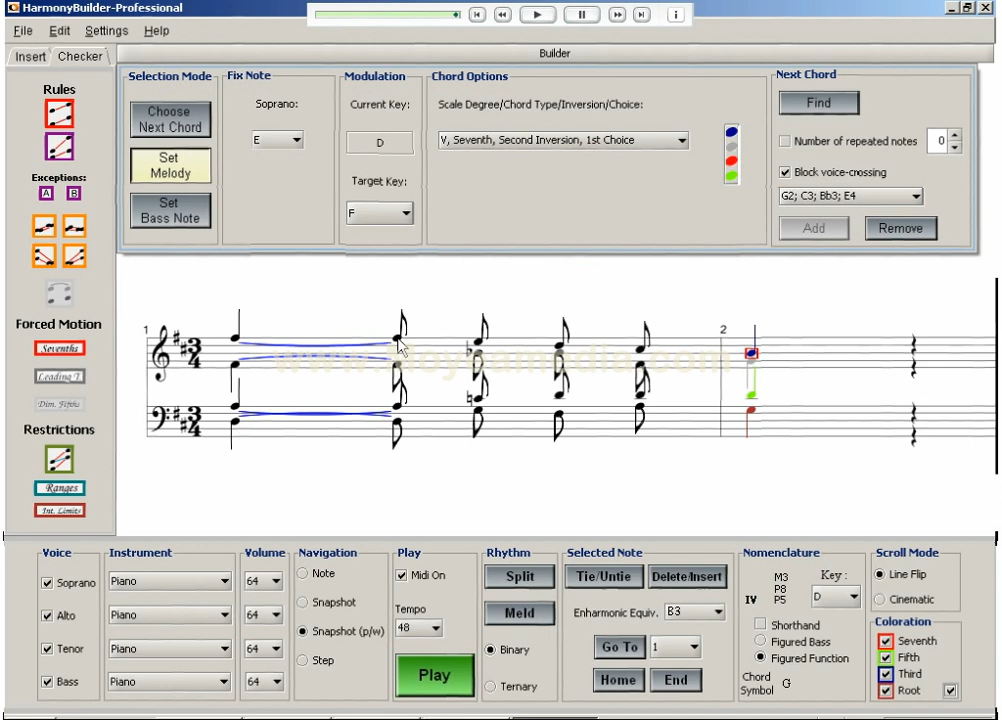 HarmonyBuilder-Professional
File Edit Settings Help
Insert Checker Builder
Rules
Exceptions:
A B
Forced Motion
Sevenths
Leading T.
Dim. Fifths
Restrictions
Ranges
Int. Limits
Selection Mode
Choose
Next Chord
Set
Melody
Set
Bass Note
Fix Note
Soprano:
E
Modulation
Current Key:
D
Target Key:
F
Chord Options
Scale Degree/Chord Type/Inversion/Choice:
V, Seventh, Second Inversion, 1st Choice
Next Chord
Find
Number of repeated notes 0
Block voice-crossing
G2; C3; Bb3; E4
Add Remove
1 2
3
4
3
4
Voice
Soprano
Alto
Tenor
Bass
Instrument
Piano
Piano
Piano
Piano
Volume
64
64
64
64
Navigation
Note
Snapshot
Snapshot (p/w)
Step
Play
Midi On
Tempo
48
Play
Rhythm
Split
Meld
Binary
Ternary
Selected Note
Tie/Untie Delete/Insert
Enharmonic Equiv. B3
Go To 1
Home End
Nomenclature
IV
M3
P8
P5
Key:
D
Shorthand
Figured Bass
Figured Function
Chord
Symbol G
Scroll Mode
Line Flip
Cinematic
Coloration
Seventh
Fifth
Third
Root